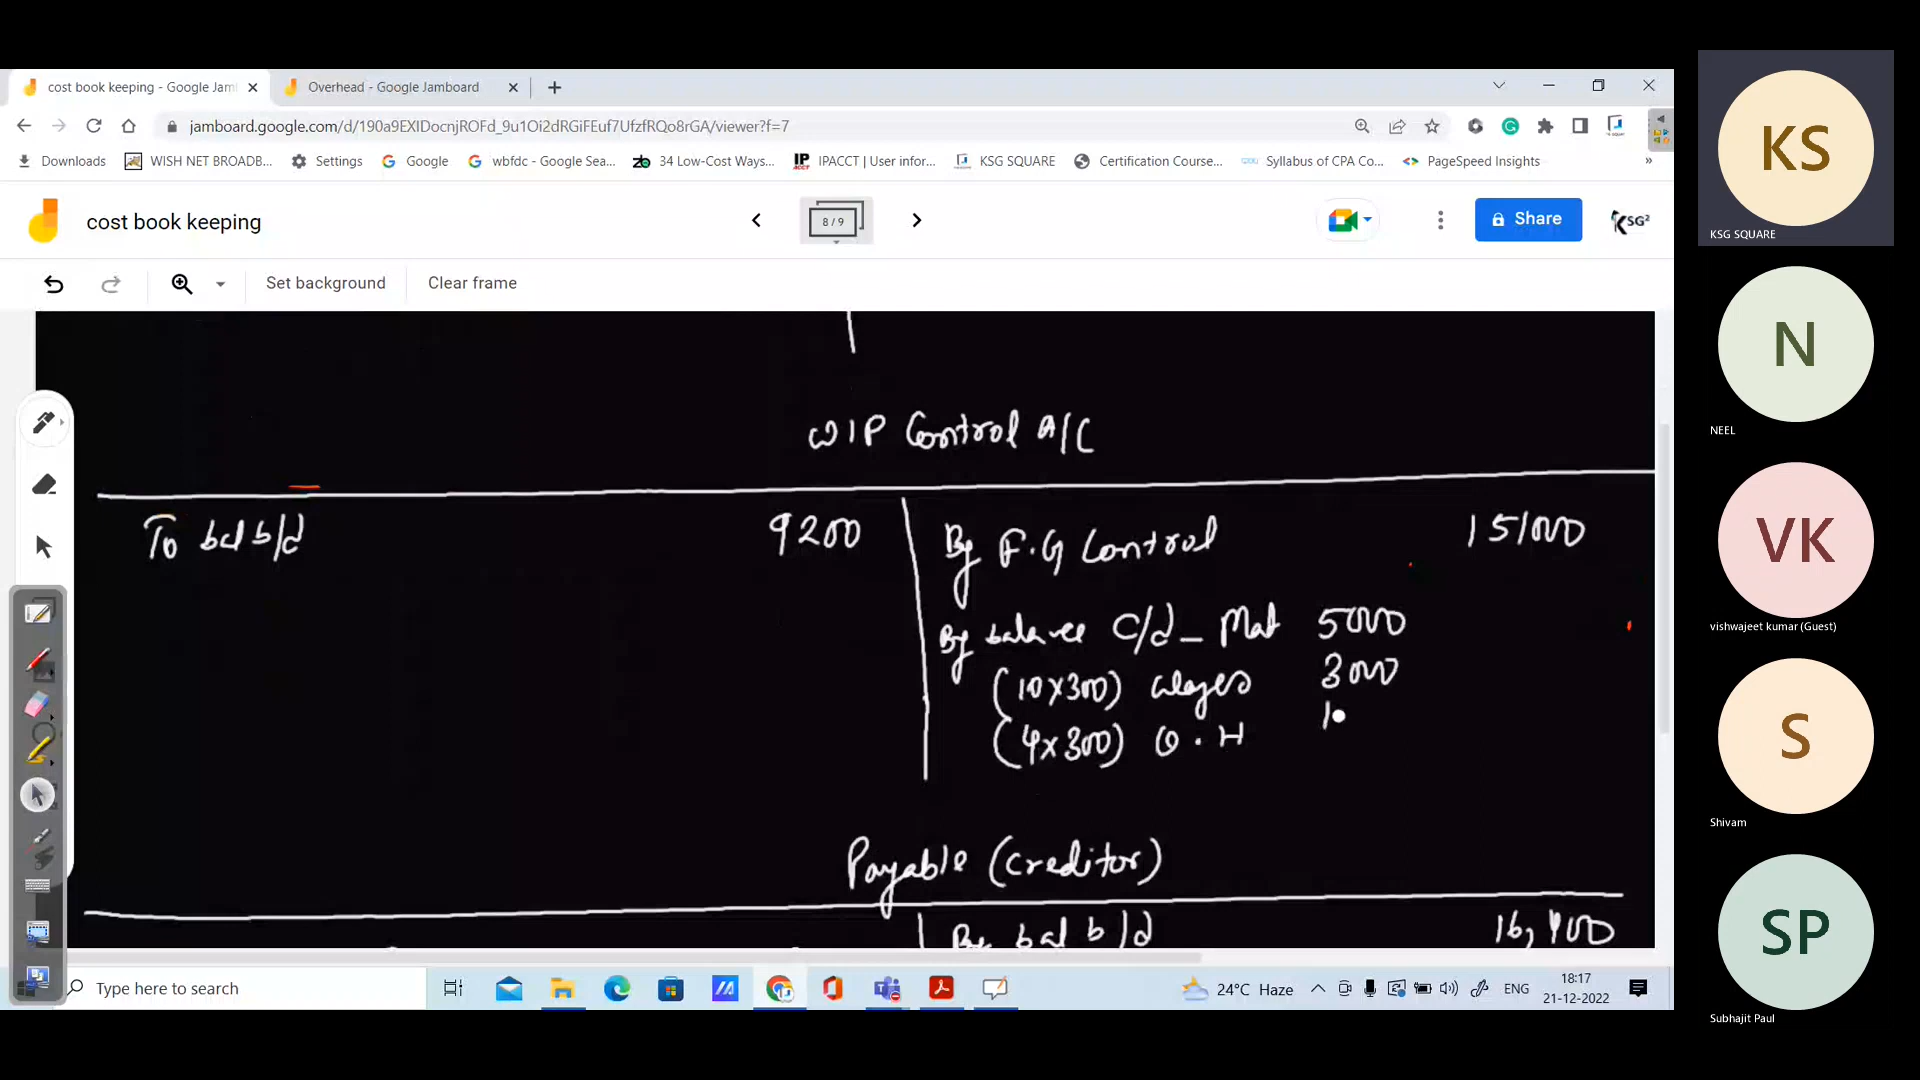 cost book keeping - Google Jam
Overhead - Google Jamboard
jamboard.google.com/d/190a9EXIDocnjROFd_9u1Oi2dRGiFEuf7UfzfRQo8rGA/viewer?f=7
Downloads
WISH NET BROADB...
Settings
Google
wbfdc - Google Sea...
34 Low-Cost Ways...
IPACCT | User infor...
KSG SQUARE
Certification Course...
Syllabus of CPA Co...
PageSpeed Insights
cost book keeping
8 / 9
Share
KSG²
Set background
Clear frame
WIP Control A/C
To bal b/d 9200
By F.G Control 151000
By balance C/d - Mat 5000
(10x300) Wages 3000
(4x300) O.H 1
Payable (Creditor)
By bal b/d 16,900
Type here to search
24°C Haze
ENG
18:17
21-12-2022
KS
KSG SQUARE
N
NEEL
VK
vishwajeet kumar (Guest)
S
Shivam
SP
Subhajit Paul